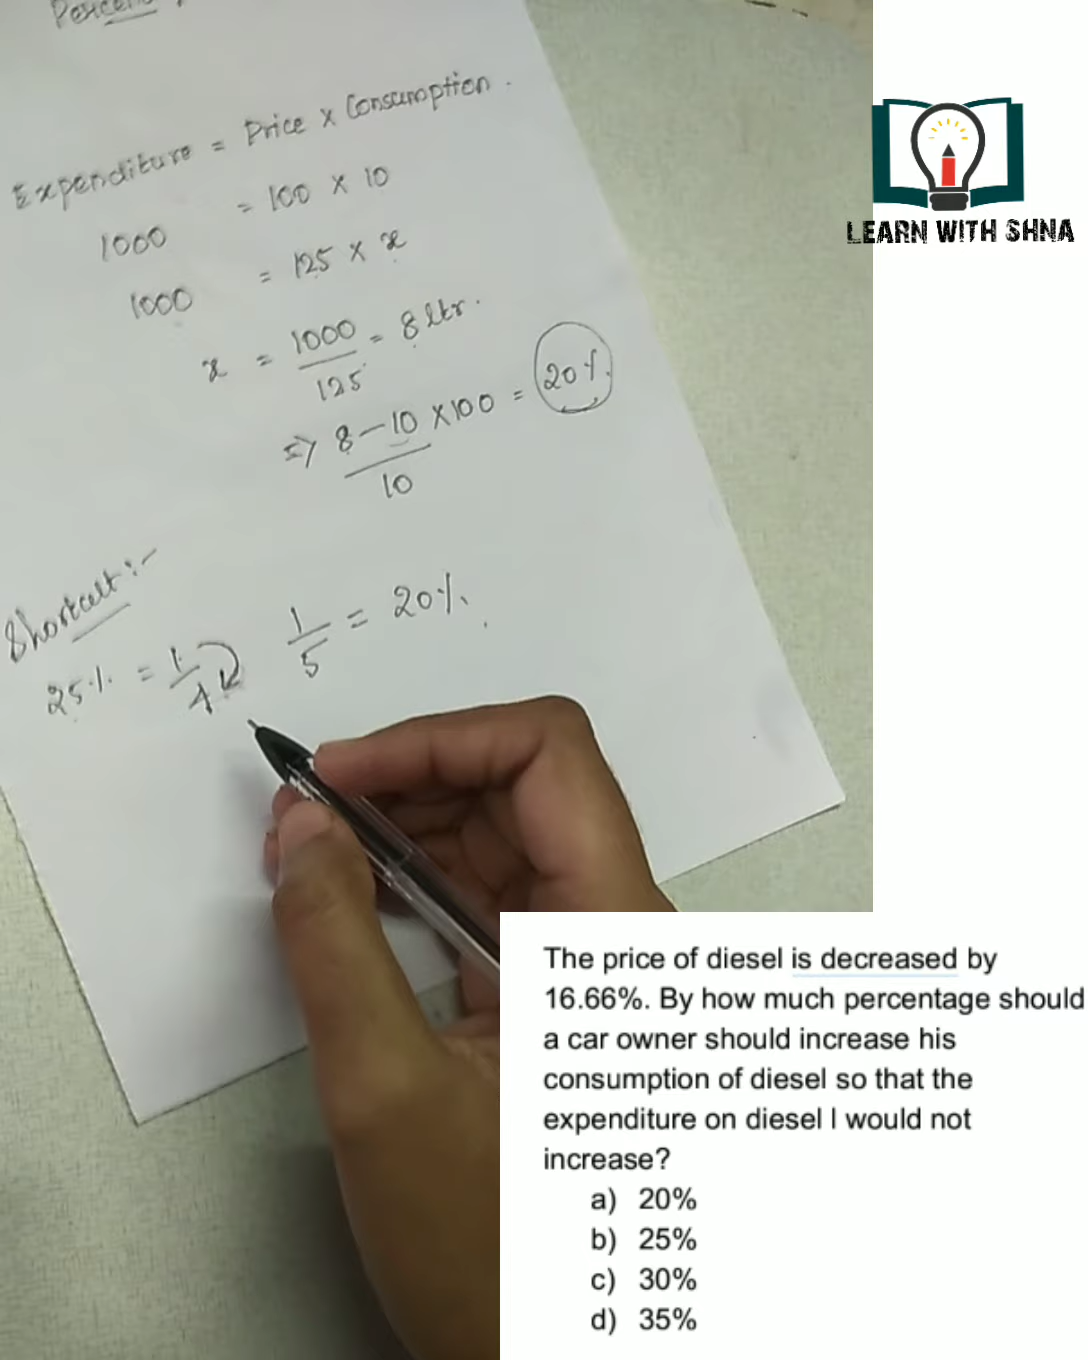 Expenditure = Price x Consumption.
1000 = 100 x 10
1000 = 125 x x
x = 1000/125 = 8 ltr.
=> 8-10/10 x 100 = 20%
Shortcut:-
25% = 1/4 1/5 = 20%
LEARN WITH SHNA
The price of diesel is decreased by
16.66%. By how much percentage should
a car owner should increase his
consumption of diesel so that the
expenditure on diesel I would not
increase?
a) 20%
b) 25%
c) 30%
d) 35%